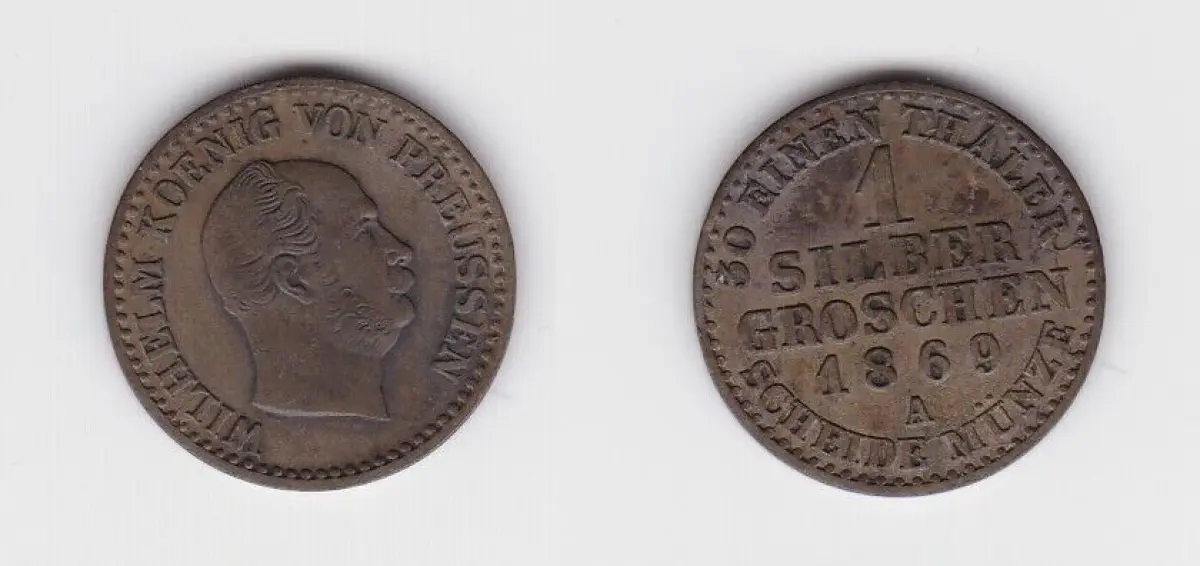 WILHELM KOENIG VON PREUSSEN
30 EINEN THALER
1
SILBER
GROSCHEN
1869
A
SCHEIDE MÜNZE